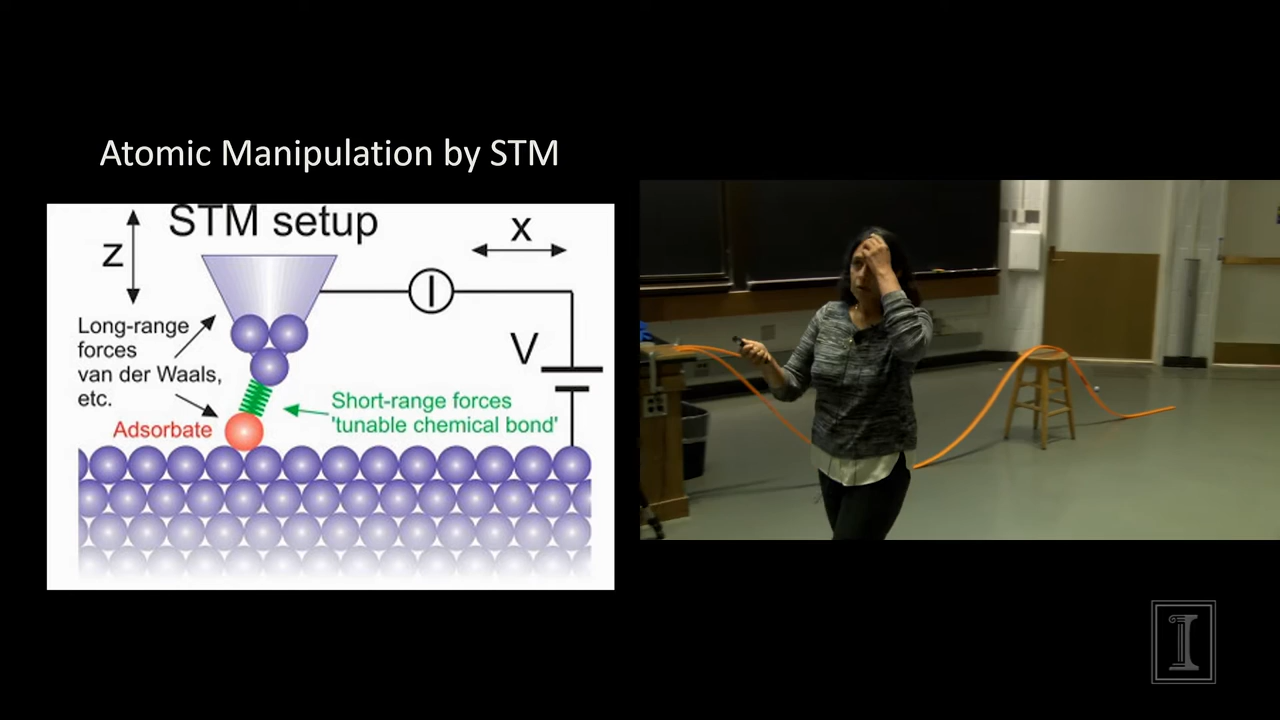 Atomic Manipulation by STM
STM setup
z
x
I
V
Long-range
forces
van der Waals,
etc.
Adsorbate
Short-range forces
'tunable chemical bond'
I